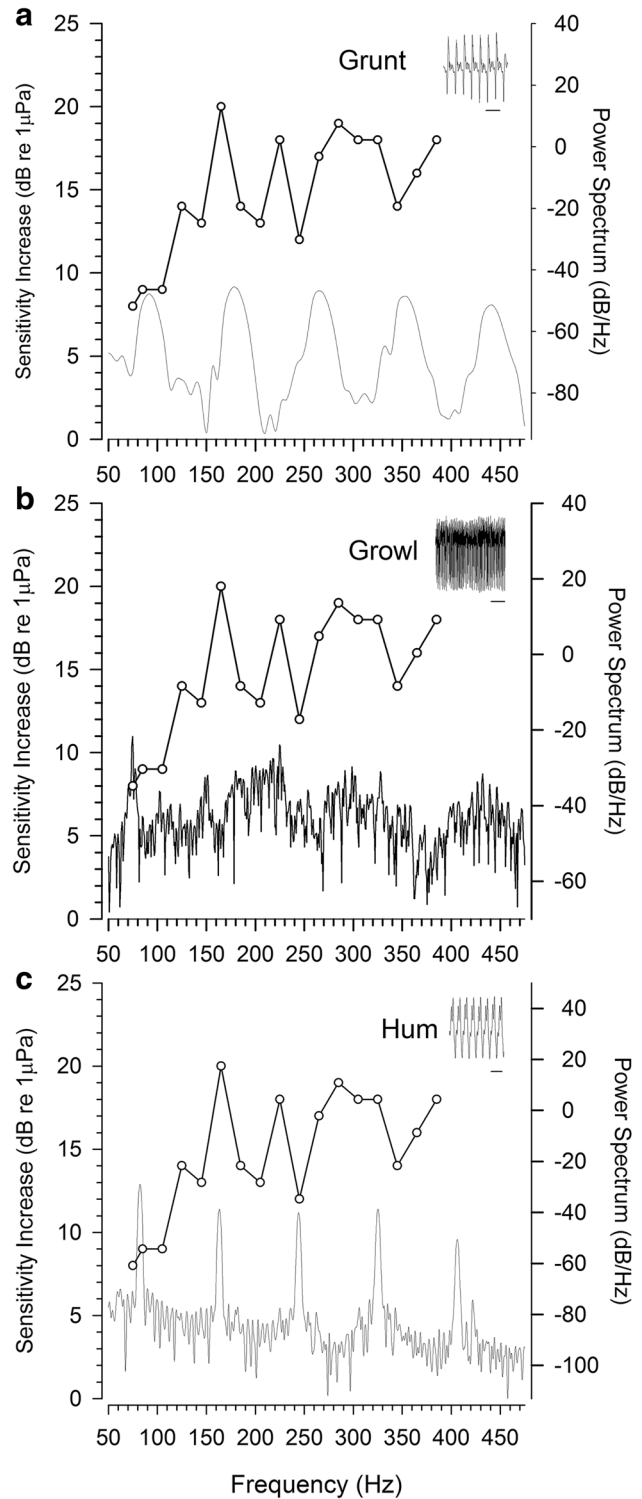 a
Grunt
Sensitivity Increase (dB re 1µPa)
25
20
15
10
5
0
Power Spectrum (dB/Hz)
40
20
0
-20
-40
-60
-80
50 100 150 200 250 300 350 400 450
b
Growl
Sensitivity Increase (dB re 1µPa)
25
20
15
10
5
0
Power Spectrum (dB/Hz)
40
20
0
-20
-40
-60
50 100 150 200 250 300 350 400 450
c
Hum
Sensitivity Increase (dB re 1µPa)
25
20
15
10
5
0
Power Spectrum (dB/Hz)
40
20
0
-20
-40
-60
-80
-100
50 100 150 200 250 300 350 400 450
Frequency (Hz)